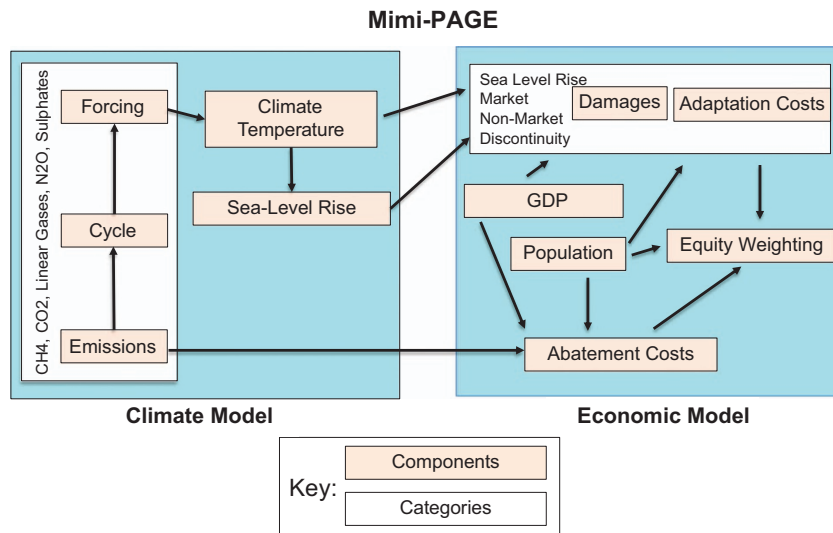 Mimi-PAGE
CH4, CO2, Linear Gases, N2O, Sulphates
Forcing
Cycle
Emissions
Climate
Temperature
Sea-Level Rise
Sea Level Rise
Market
Non-Market
Discontinuity
Damages
Adaptation Costs
GDP
Population
Equity Weighting
Abatement Costs
Climate Model
Economic Model
Key:
Components
Categories